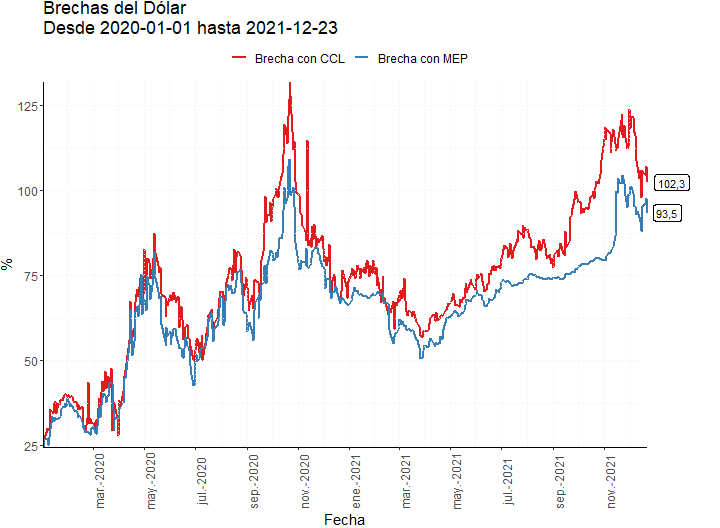 Brechas del Dólar
Desde 2020-01-01 hasta 2021-12-23
Brecha con CCL
Brecha con MEP
%
125
100
75
50
25
102,3
93,5
mar.-2020
may.-2020
jul.-2020
sep.-2020
nov.-2020
ene.-2021
mar.-2021
may.-2021
jul.-2021
sep.-2021
nov.-2021
Fecha